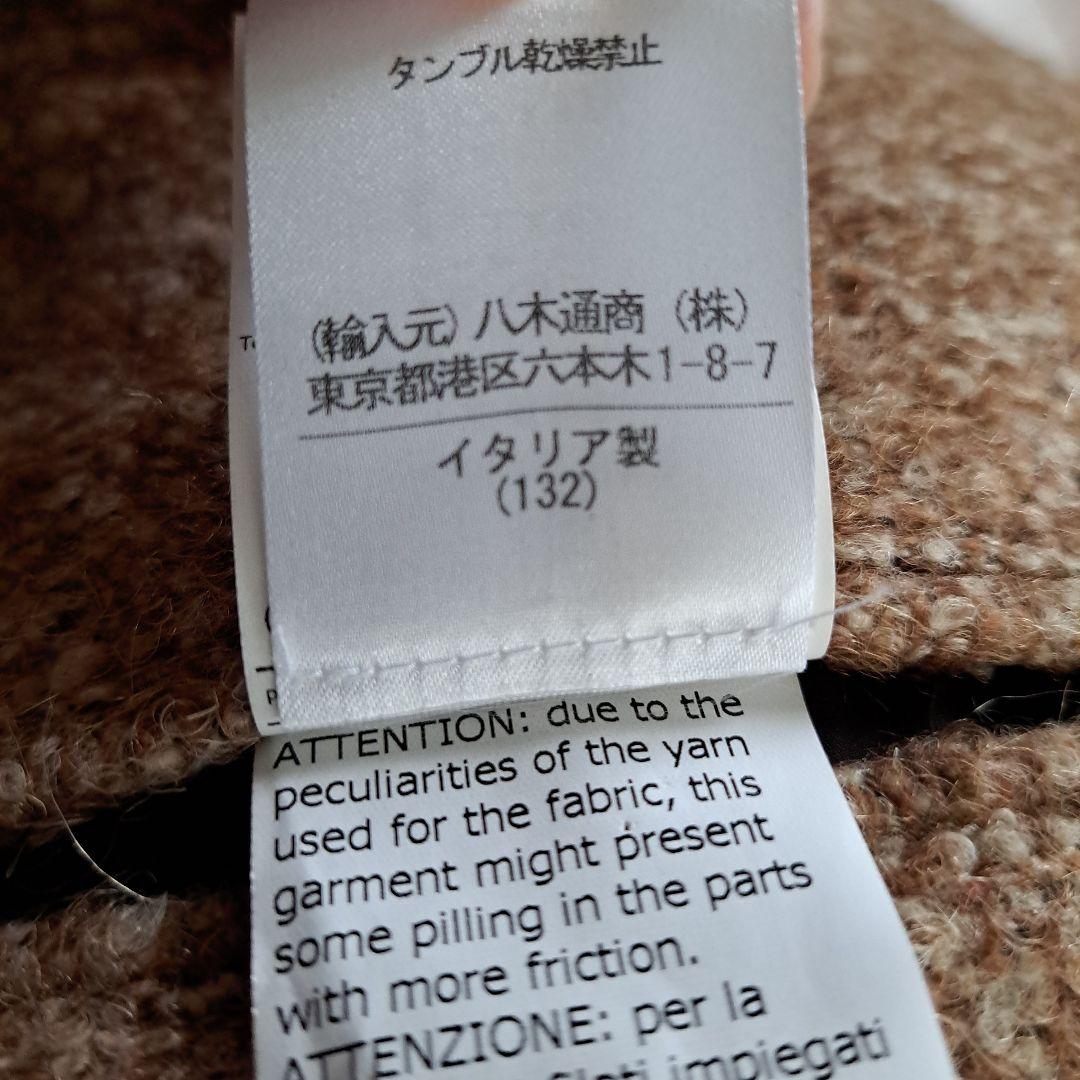 タンブル乾燥禁止
(輸入元) 八木通商 (株)
東京都港区六本木1-8-7
イタリア製
(132)
ATTENTION: due to the
peculiarities of the yarn
used for the fabric, this
garment might present
some pilling in the parts
with more friction.
ATTENZIONE: per la
filati impiegati